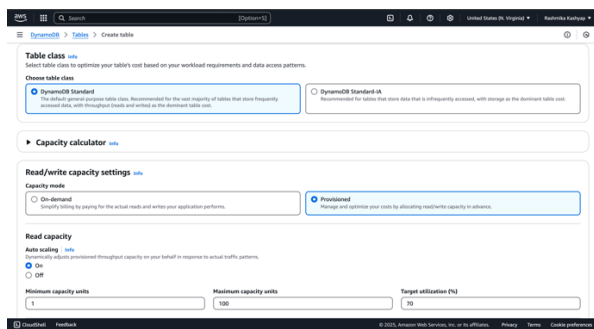 aws
Search
[Option+S]
United States (N. Virginia)
Rashmika Kashyap
DynamoDB > Tables > Create table
Table class Info
Select table class to optimize your table's cost based on your workload requirements and data access patterns.
Choose table class
DynamoDB Standard
The default general purpose table class. Recommended for the vast majority of tables that store frequently
accessed data, with throughput (reads and writes) as the dominant table cost.
DynamoDB Standard-IA
Recommended for tables that store data that is infrequently accessed, with storage as the dominant table cost.
Capacity calculator Info
Read/write capacity settings Info
Capacity mode
On-demand
Simplify billing by paying for the actual reads and writes your application performs.
Provisioned
Manage and optimize your costs by allocating read/write capacity in advance.
Read capacity
Auto scaling Info
Dynamically adjusts provisioned throughput capacity on your behalf in response to actual traffic patterns.
On
Off
Minimum capacity units
1
Maximum capacity units
100
Target utilization (%)
70
CloudShell Feedback
© 2025, Amazon Web Services, Inc. or its affiliates. Privacy Terms Cookie preferences